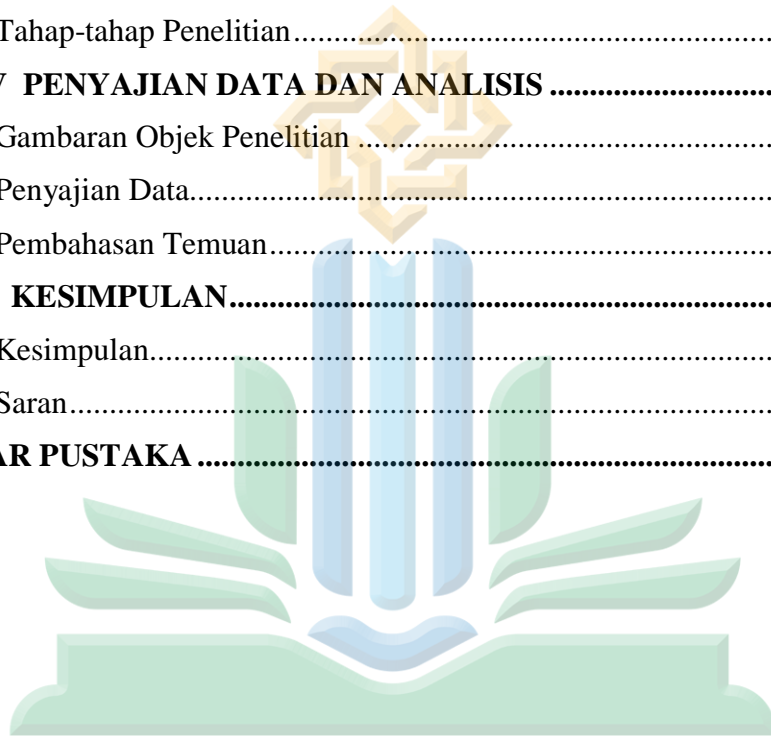 Tahap-tahap Penelitian................................................................
V PENYAJIAN DATA DAN ANALISIS .............................
Gambaran Objek Penelitian .......................................................
Penyajian Data.............................................................................
Pembahasan Temuan...................................................................
KESIMPULAN.....................................................................
Kesimpulan..................................................................................
Saran............................................................................................
AR PUSTAKA .........................................................................